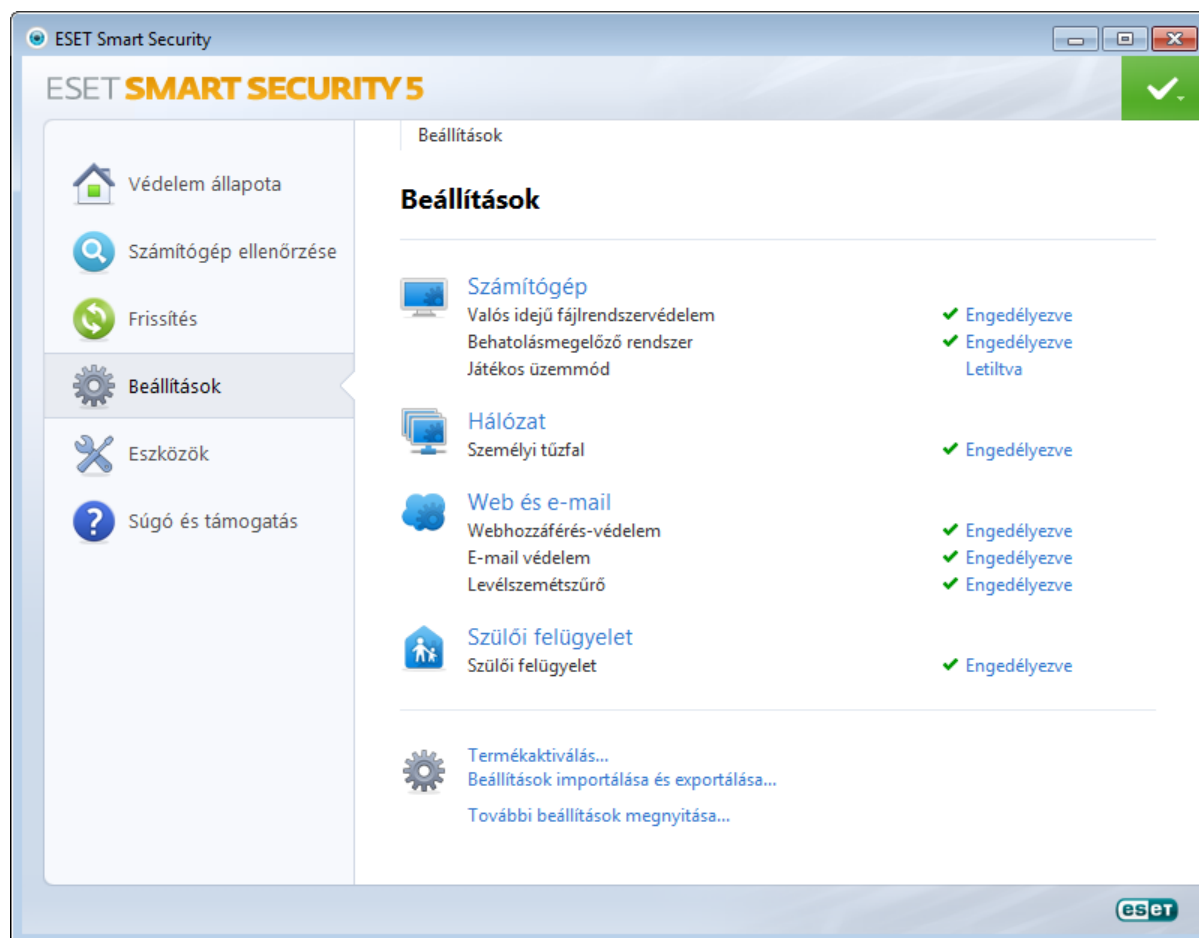 ESET Smart Security
ESET SMART SECURITY 5
Védelem állapota
Számítógép ellenőrzése
Frissítés
Beállítások
Eszközök
Súgó és támogatás
Beállítások
Beállítások
Számítógép
Valós idejű fájlrendszervédelem Engedélyezve
Behatolásmegelőző rendszer Engedélyezve
Játékos üzemmód Letiltva
Hálózat
Személyi tűzfal Engedélyezve
Web és e-mail
Webhozzáférés-védelem Engedélyezve
E-mail védelem Engedélyezve
Levélszemétszűrő Engedélyezve
Szülői felügyelet
Szülői felügyelet Engedélyezve
Termékaktiválás...
Beállítások importálása és exportálása...
További beállítások megnyitása...
eset